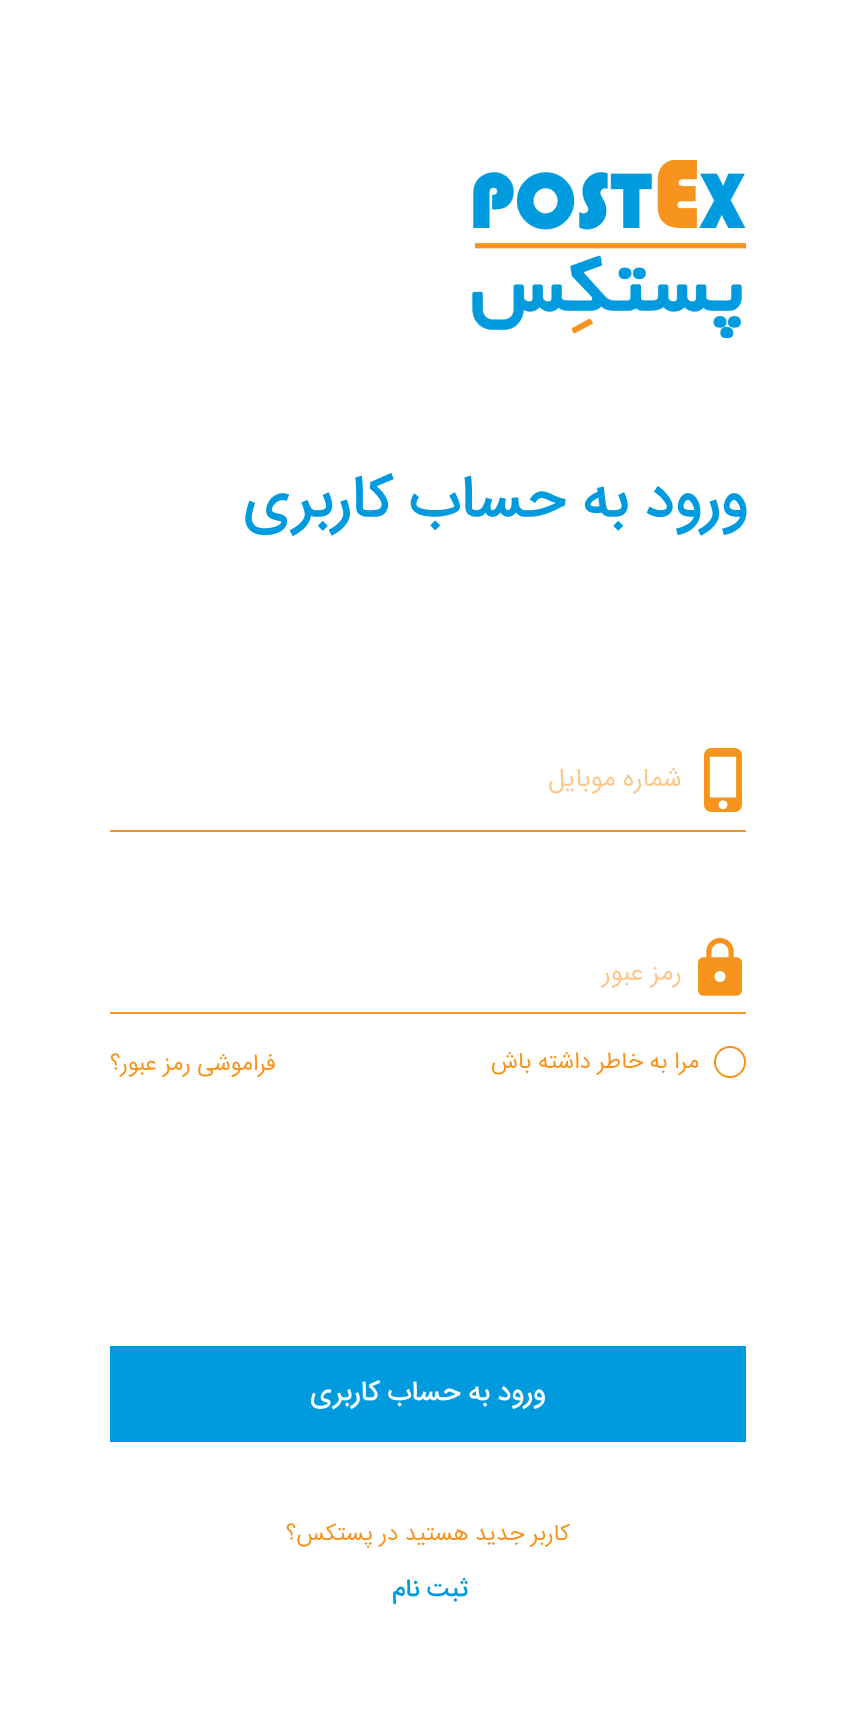 POSTEX
پستکِس
ورود به حساب کاربری
شماره موبایل
رمز عبور
مرا به خاطر داشته باش
فراموشی رمز عبور؟
ورود به حساب کاربری
کاربر جدید هستید در پستکس؟
ثبت نام